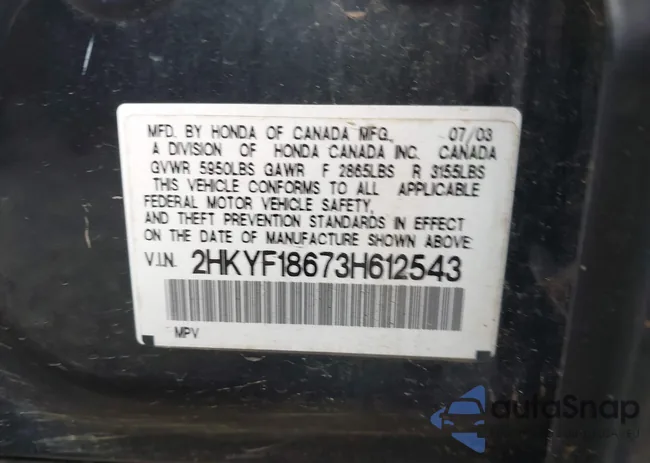 MFD. BY HONDA OF CANADA MFG., 07/03
A DIVISION OF HONDA CANADA INC. CANADA
GVWR 5950LBS GAWR F 2865LBS R 3155LBS
THIS VEHICLE CONFORMS TO ALL APPLICABLE
FEDERAL MOTOR VEHICLE SAFETY,
AND THEFT PREVENTION STANDARDS IN EFFECT
ON THE DATE OF MANUFACTURE SHOWN ABOVE.
V.I.N. 2HKYF18673H612543
MPV
autoSnap